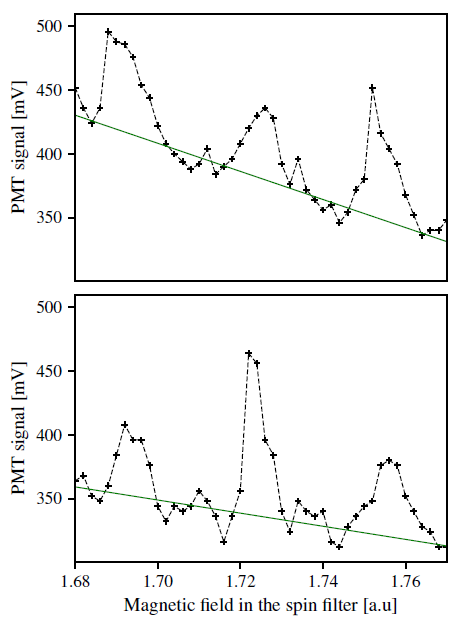 500
450
400
350
PMT signal [mV]
500
450
400
350
PMT signal [mV]
1.68 1.70 1.72 1.74 1.76
Magnetic field in the spin filter [a.u]